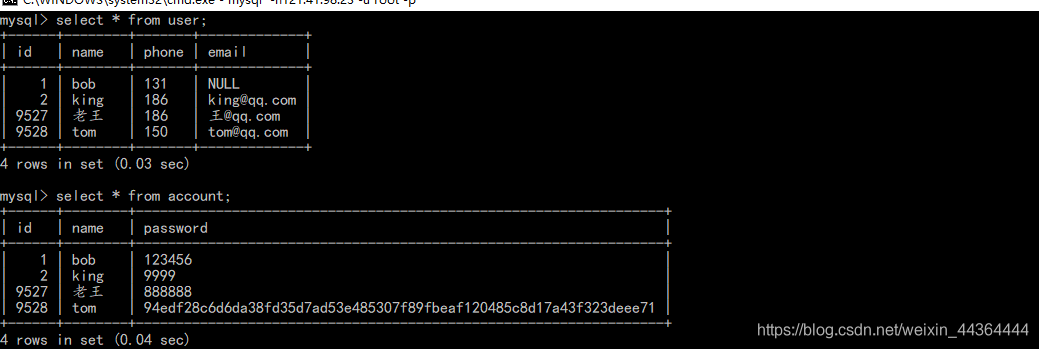 C:\WINDOWS\system32\cmd.exe - mysql -h121.41.98.23 -u root -p
mysql> select * from user;
| id | name | phone | email |
| 1 | bob | 131 | NULL |
| 2 | king | 186 | king@qq.com |
| 9527 | 老王 | 186 | 王@qq.com |
| 9528 | tom | 150 | tom@qq.com |
4 rows in set (0.03 sec)
mysql> select * from account;
| id | name | password |
| 1 | bob | 123456 |
| 2 | king | 9999 |
| 9527 | 老王 | 888888 |
| 9528 | tom | 94edf28c6d6da38fd35d7ad53e485307f89fbeaf120485c8d17a43f323deee71 |
4 rows in set (0.04 sec)
https://blog.csdn.net/weixin_44364444